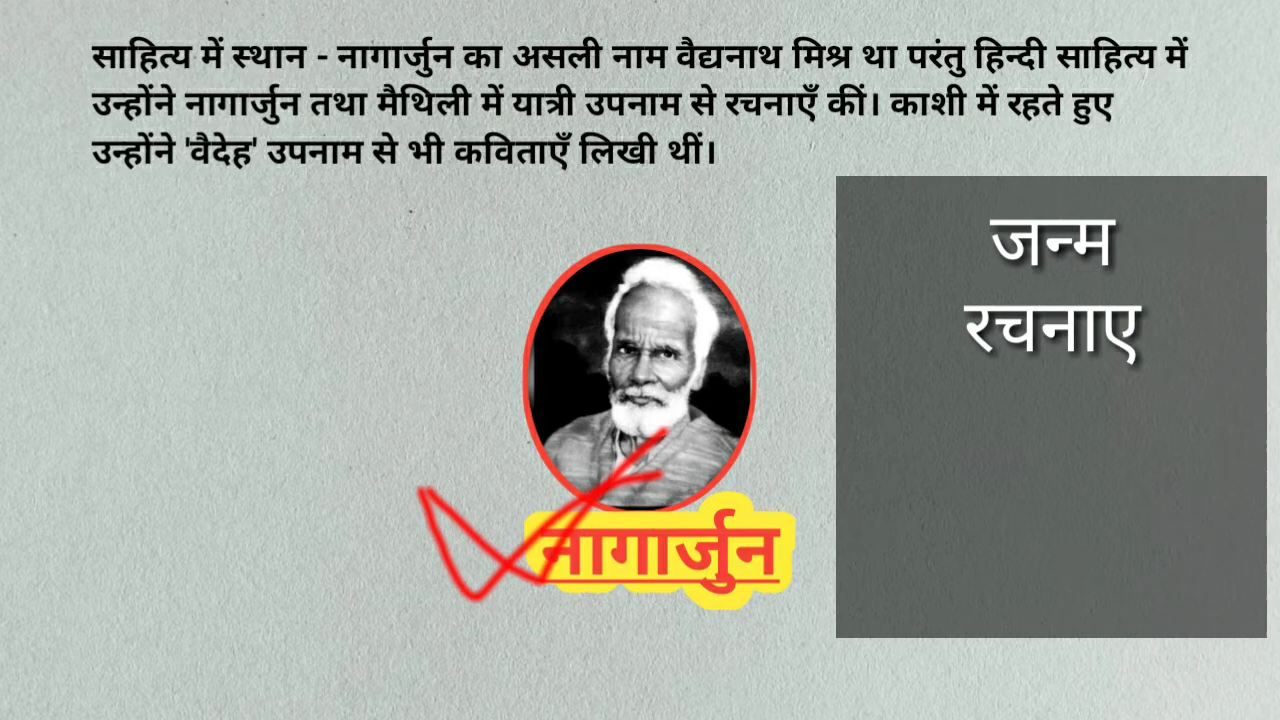 साहित्य में स्थान - नागार्जुन का असली नाम वैद्यनाथ मिश्र था परंतु हिन्दी साहित्य में
उन्होंने नागार्जुन तथा मैथिली में यात्री उपनाम से रचनाएँ कीं। काशी में रहते हुए
उन्होंने 'वैदेह' उपनाम से भी कविताएँ लिखी थीं।
जन्म
रचनाए
नागार्जुन